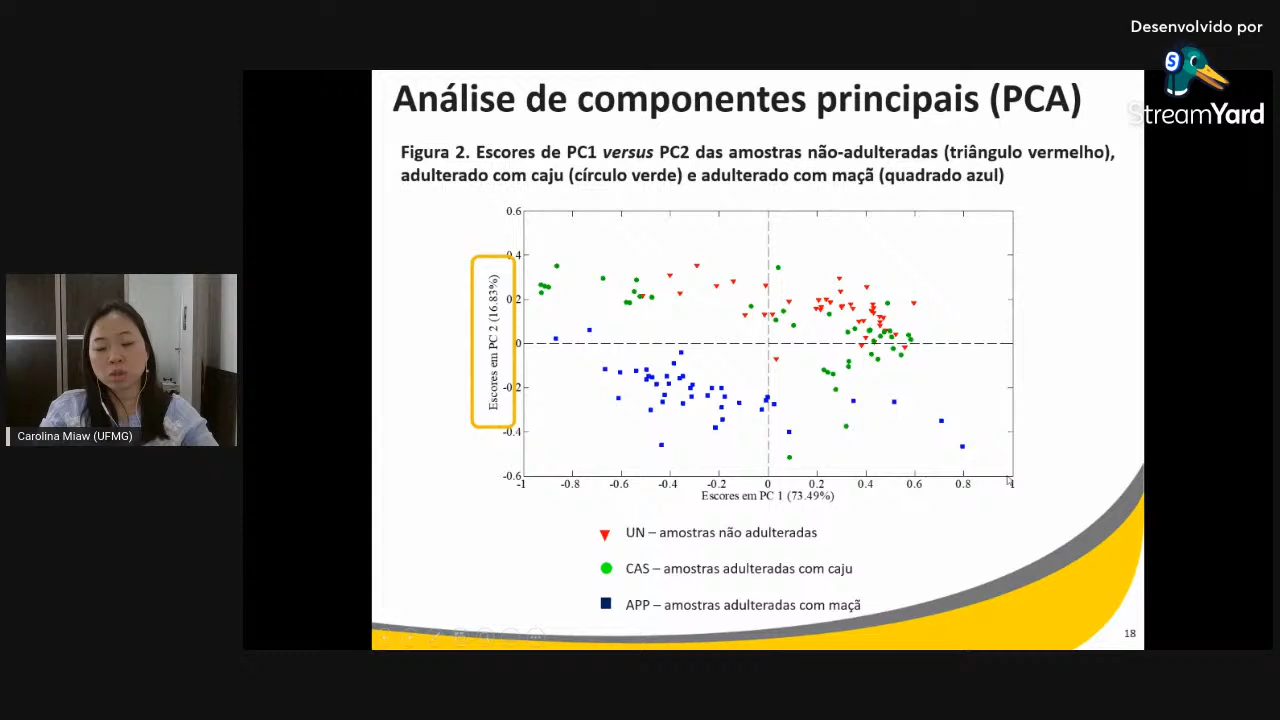 Desenvolvido por
StreamYard
Análise de componentes principais (PCA)
Figura 2. Escores de PC1 versus PC2 das amostras não-adulteradas (triângulo vermelho),
adulterado com caju (círculo verde) e adulterado com maçã (quadrado azul)
0.6
0.4
0.2
0
-0.2
-0.4
-0.6
Escores em PC 2 (16.83%)
-1 -0.8 -0.6 -0.4 -0.2 0 0.2 0.4 0.6 0.8 1
Escores em PC 1 (73.49%)
UN – amostras não adulteradas
CAS – amostras adulteradas com caju
APP – amostras adulteradas com maçã
18
Carolina Miaw (UFMG)